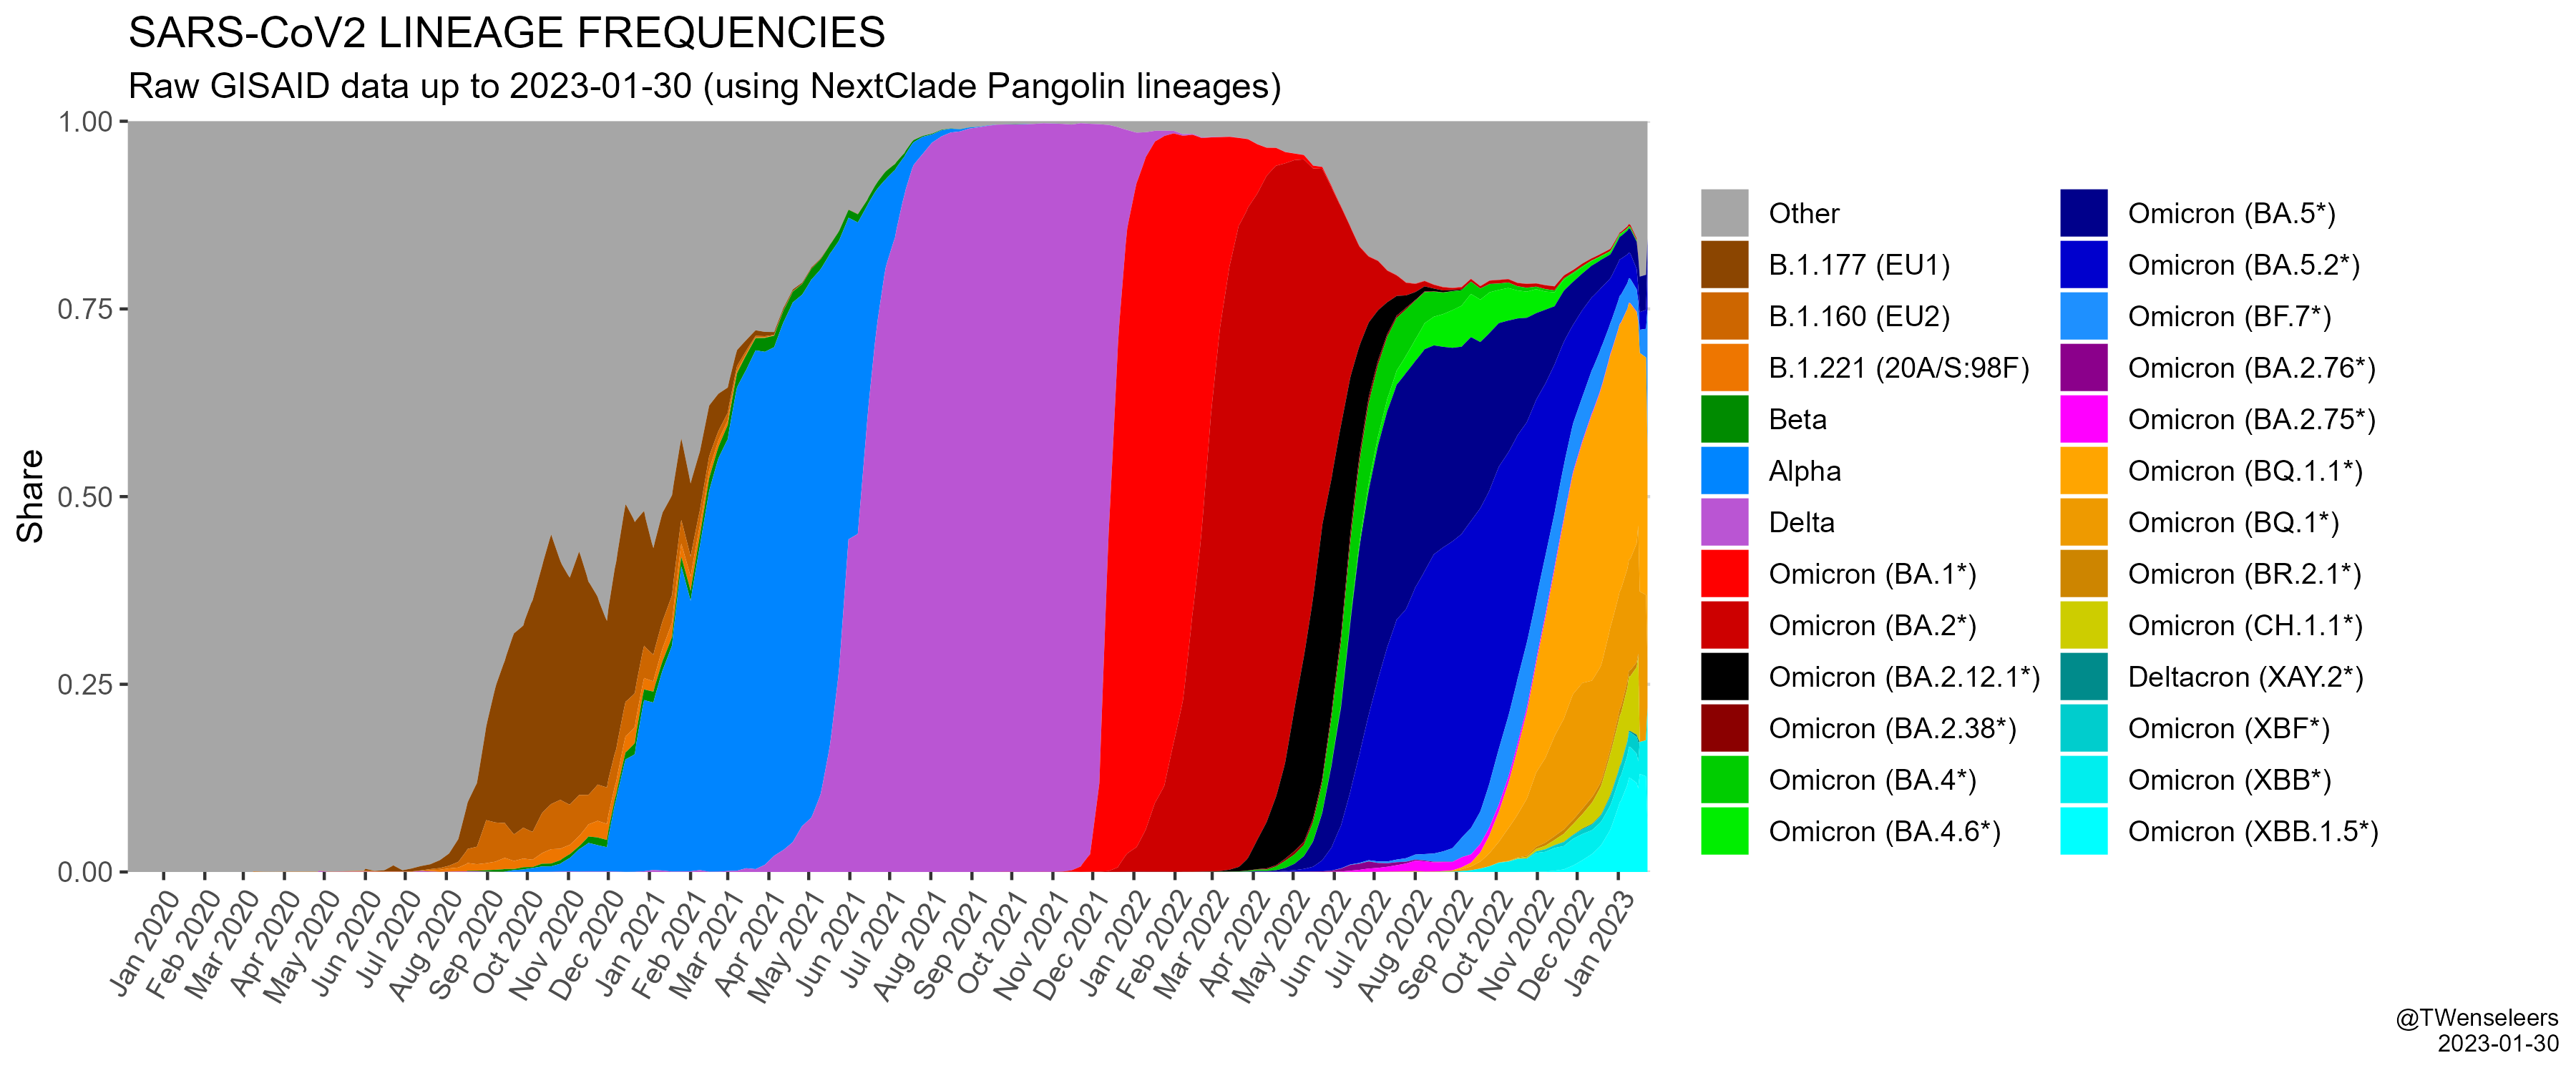 SARS-CoV2 LINEAGE FREQUENCIES
Raw GISAID data up to 2023-01-30 (using NextClade Pangolin lineages)
Share
1.00
0.75
0.50
0.25
0.00
Jan 2020
Feb 2020
Mar 2020
Apr 2020
May 2020
Jun 2020
Jul 2020
Aug 2020
Sep 2020
Oct 2020
Nov 2020
Dec 2020
Jan 2021
Feb 2021
Mar 2021
Apr 2021
May 2021
Jun 2021
Jul 2021
Aug 2021
Sep 2021
Oct 2021
Nov 2021
Dec 2021
Jan 2022
Feb 2022
Mar 2022
Apr 2022
May 2022
Jun 2022
Jul 2022
Aug 2022
Sep 2022
Oct 2022
Nov 2022
Dec 2022
Jan 2023
Other
B.1.177 (EU1)
B.1.160 (EU2)
B.1.221 (20A/S:98F)
Beta
Alpha
Delta
Omicron (BA.1*)
Omicron (BA.2*)
Omicron (BA.2.12.1*)
Omicron (BA.2.38*)
Omicron (BA.4*)
Omicron (BA.4.6*)
Omicron (BA.5*)
Omicron (BA.5.2*)
Omicron (BF.7*)
Omicron (BA.2.76*)
Omicron (BA.2.75*)
Omicron (BQ.1.1*)
Omicron (BQ.1*)
Omicron (BR.2.1*)
Omicron (CH.1.1*)
Deltacron (XAY.2*)
Omicron (XBF*)
Omicron (XBB*)
Omicron (XBB.1.5*)
@TWenseleers
2023-01-30